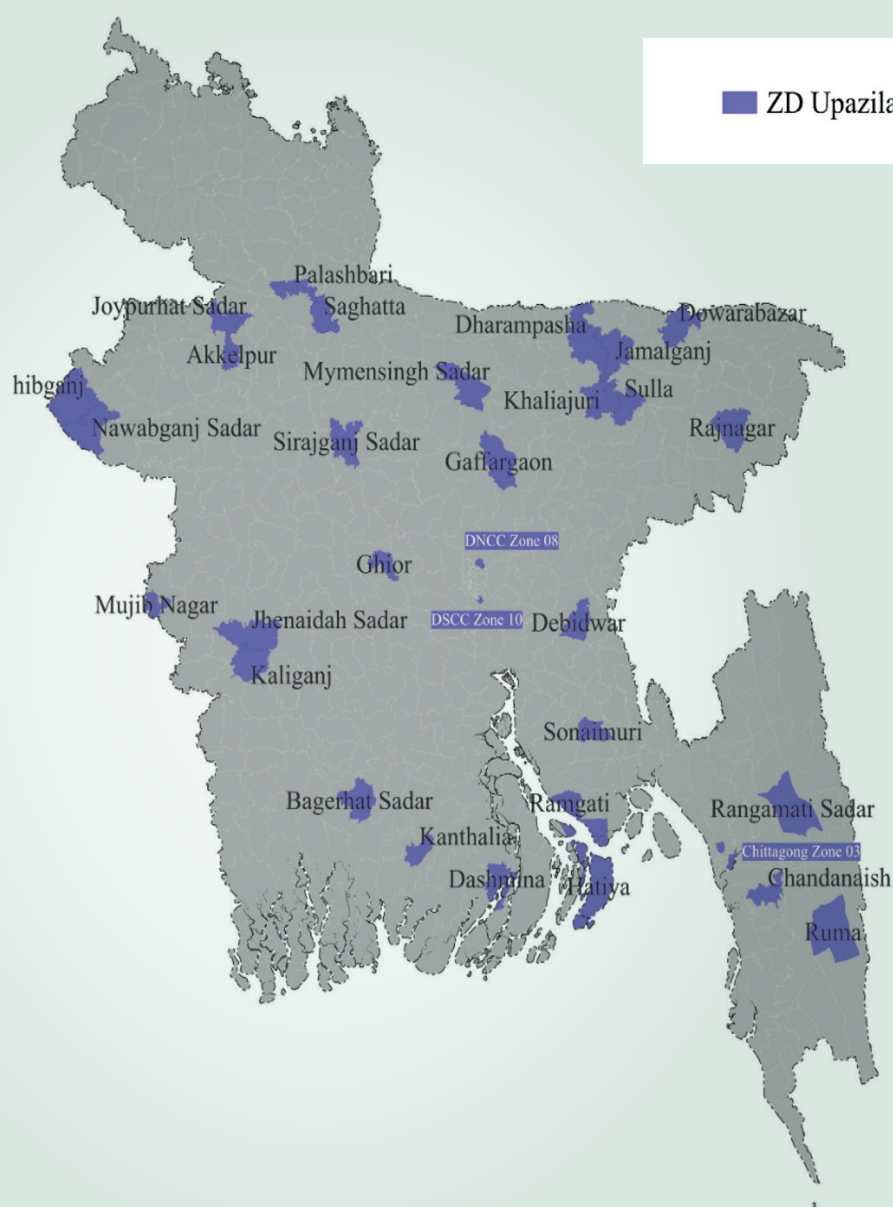 ZD Upazila
Palashbari
Joypurhat Sadar
Saghatta
Dowarabazar
Dharampasha
Jamalganj
Akkelpur
Mymensingh Sadar
hibganj
Sulla
Khaliajuri
Nawabganj Sadar
Rajnagar
Sirajganj Sadar
Gaffargaon
DNCC Zone 08
Ghior
Mujib Nagar
Jhenaidah Sadar
DSCC Zone 10
Debidwar
Kaliganj
Sonaimuri
Bagerhat Sadar
Ramgati
Rangamati Sadar
Kanthalia
Chittagong Zone 03
Dashmina
Hatiya
Chandanaish
Ruma